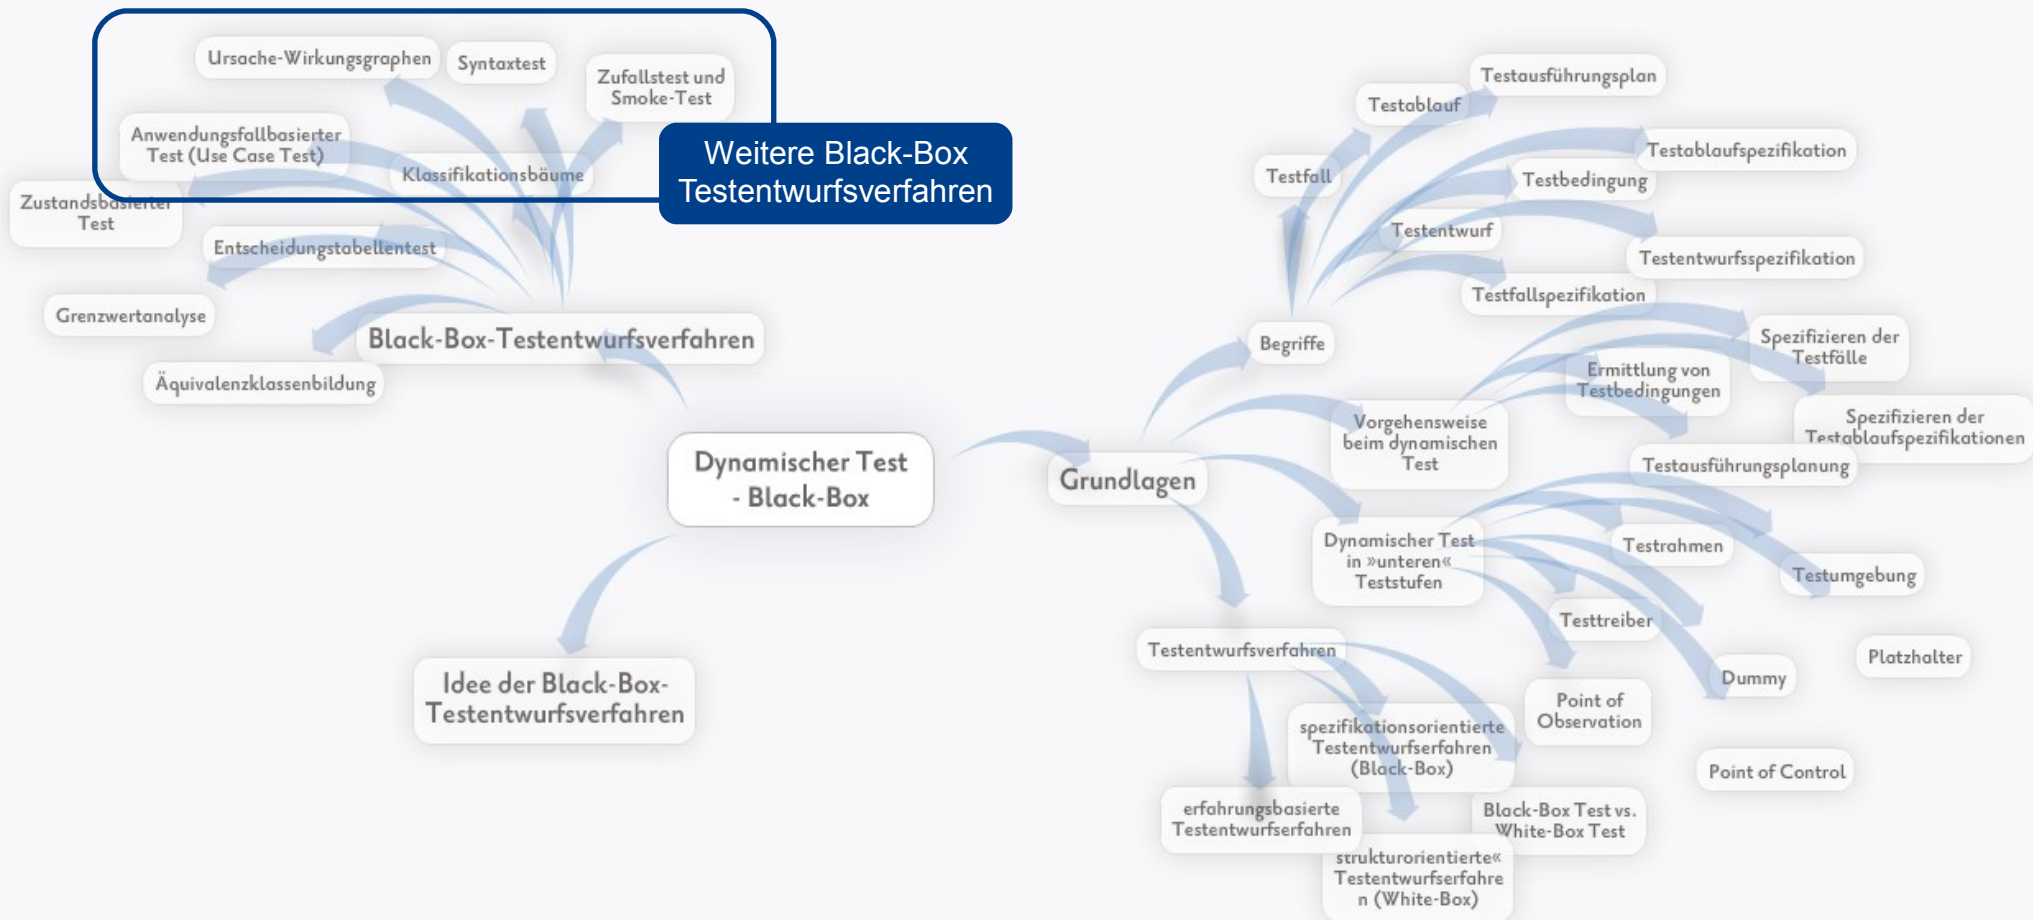 Ursache-Wirkungsgraphen
Syntaxtest
Zufallstest und
Smoke-Test
Anwendungsfallbasierter
Test (Use Case Test)
Klassifikationsbäume
Weitere Black-Box
Testentwurfsverfahren
Zustandsbasierter
Test
Entscheidungstabellentest
Grenzwertanalyse
Black-Box-Testentwurfsverfahren
Äquivalenzklassenbildung
Dynamischer Test
- Black-Box
Idee der Black-Box-
Testentwurfsverfahren
Grundlagen
Begriffe
Testfall
Testablauf
Testausführungsplan
Testablaufspezifikation
Testbedingung
Testentwurf
Testentwurfsspezifikation
Testfallspezifikation
Vorgehensweise
beim dynamischen
Test
Spezifizieren der
Testfälle
Ermittlung von
Testbedingungen
Spezifizieren der
Testablaufspezifikationen
Testausführungsplanung
Dynamischer Test
in »unteren«
Teststufen
Testrahmen
Testumgebung
Testtreiber
Platzhalter
Dummy
Point of
Observation
Point of Control
Testentwurfsverfahren
spezifikationsorientierte
Testentwurfserfahren
(Black-Box)
erfahrungsbasierte
Testentwurfserfahren
Black-Box Test vs.
White-Box Test
strukturorientierte«
Testentwurfserfahre
n (White-Box)